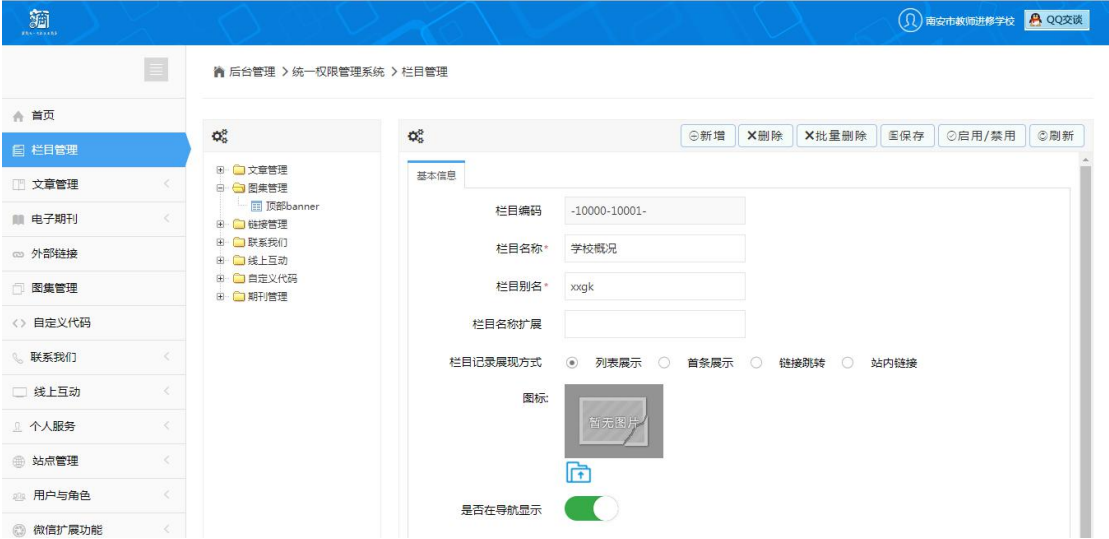 南安市教师进修学校 QQ交谈
后台管理 > 统一权限管理系统 > 栏目管理
首页
栏目管理
文章管理
电子期刊
外部链接
图集管理
<> 自定义代码
联系我们
线上互动
个人服务
站点管理
用户与角色
微信扩展功能
文章管理
图集管理
顶部banner
链接管理
联系我们
线上互动
自定义代码
期刊管理
新增 删除 批量删除 保存 启用/禁用 刷新
基本信息
栏目编码 -10000-10001-
栏目名称* 学校概况
栏目别名* xxgk
栏目名称扩展
栏目记录展现方式 列表展示 首条展示 链接跳转 站内链接
图标:
暂无图片
是否在导航显示